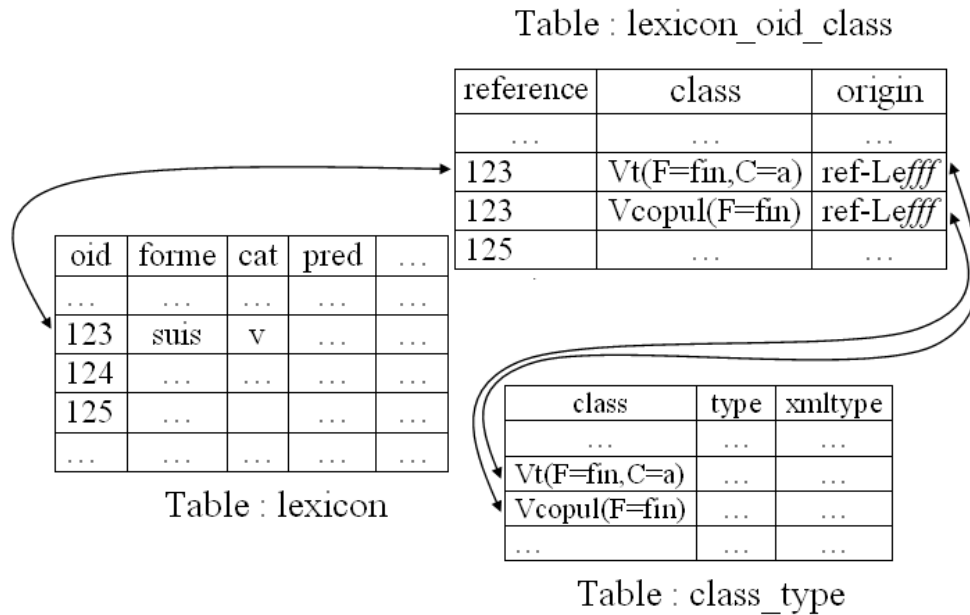 Table : lexicon_oid_class
reference class origin
... ... ...
123 Vt(F=fin,C=a) ref-Lefff
123 Vcopul(F=fin) ref-Lefff
125 ... ...
oid forme cat pred ...
... ... ... ... ...
123 suis v ... ...
124 ... ... ... ...
125 ... ... ... ...
... ... ... ... ...
Table : lexicon
class type xmltype
... ... ...
Vt(F=fin,C=a) ... ...
Vcopul(F=fin) ... ...
... ... ...
Table : class_type